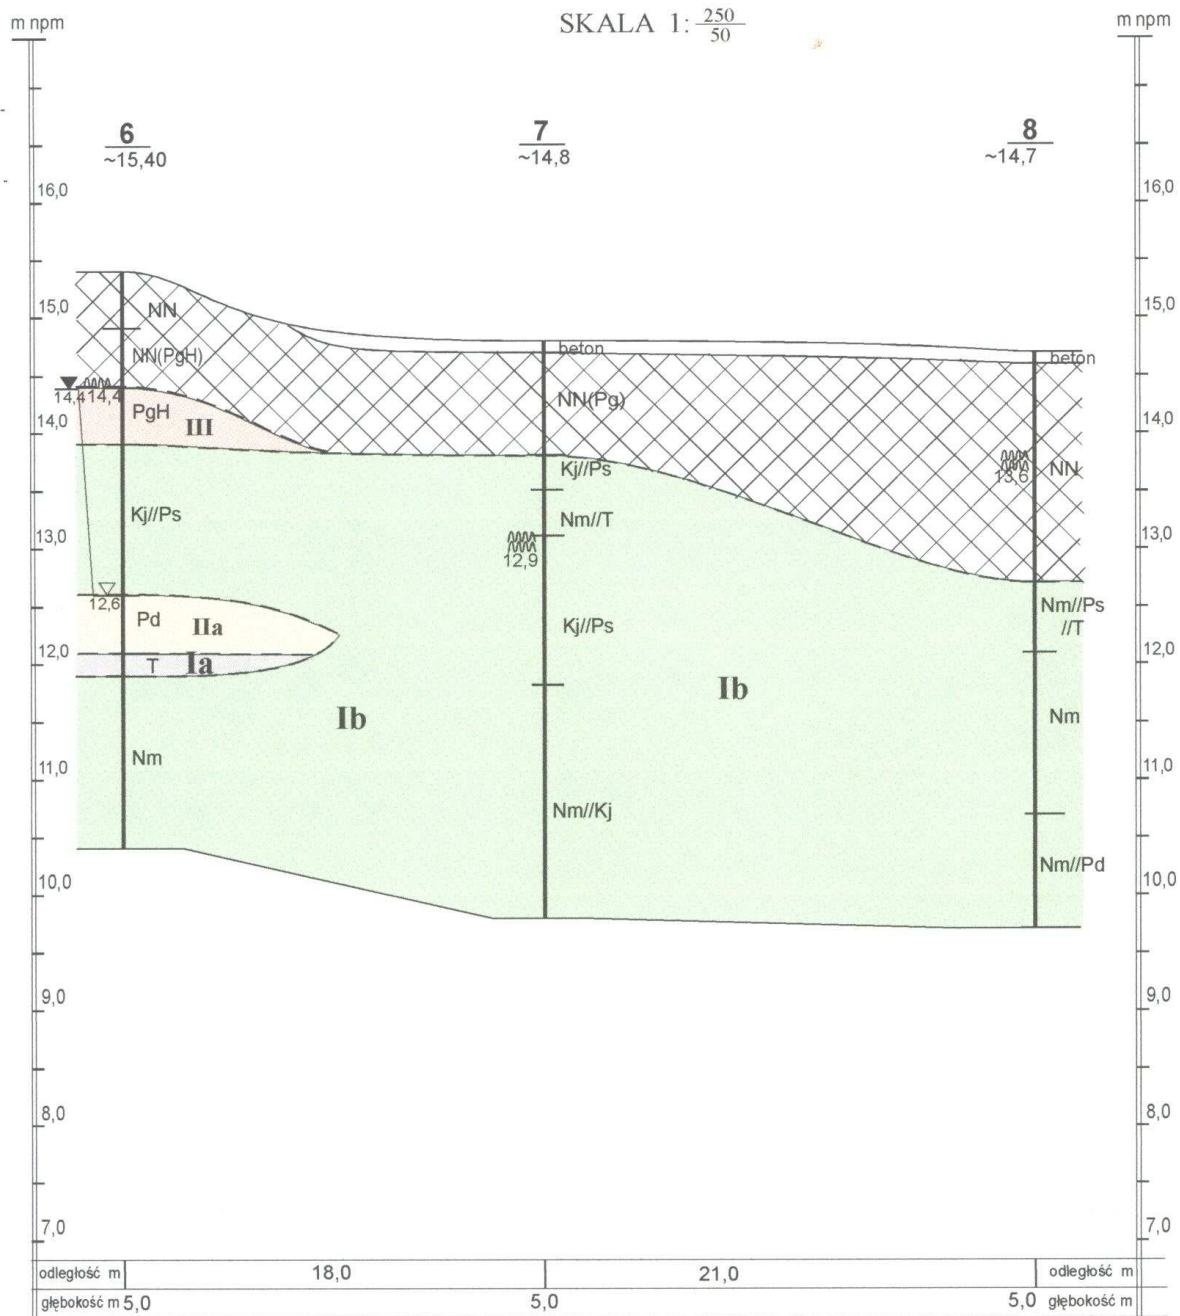 SKALA 1: 250/50
m npm m npm
6 7 8
~15,40 ~14,8 ~14,7
16,0 16,0
15,0 NN 15,0
NN(PgH) beton beton
14,4 14,4 NN(Pg)
14,0 PgH III 14,0
Kj//Ps 13,6 NN
Kj//Ps Nm//T
13,0 12,9 13,0
12,6 Nm//Ps
Pd IIa Kj//Ps //T
12,0 T Ia 12,0
Ib Ib Nm
Nm
11,0 11,0
Nm//Kj
Nm//Pd
10,0 10,0
9,0 9,0
8,0 8,0
7,0 7,0
odległość m 18,0 21,0 odległość m
głębokość m 5,0 5,0 5,0 głębokość m